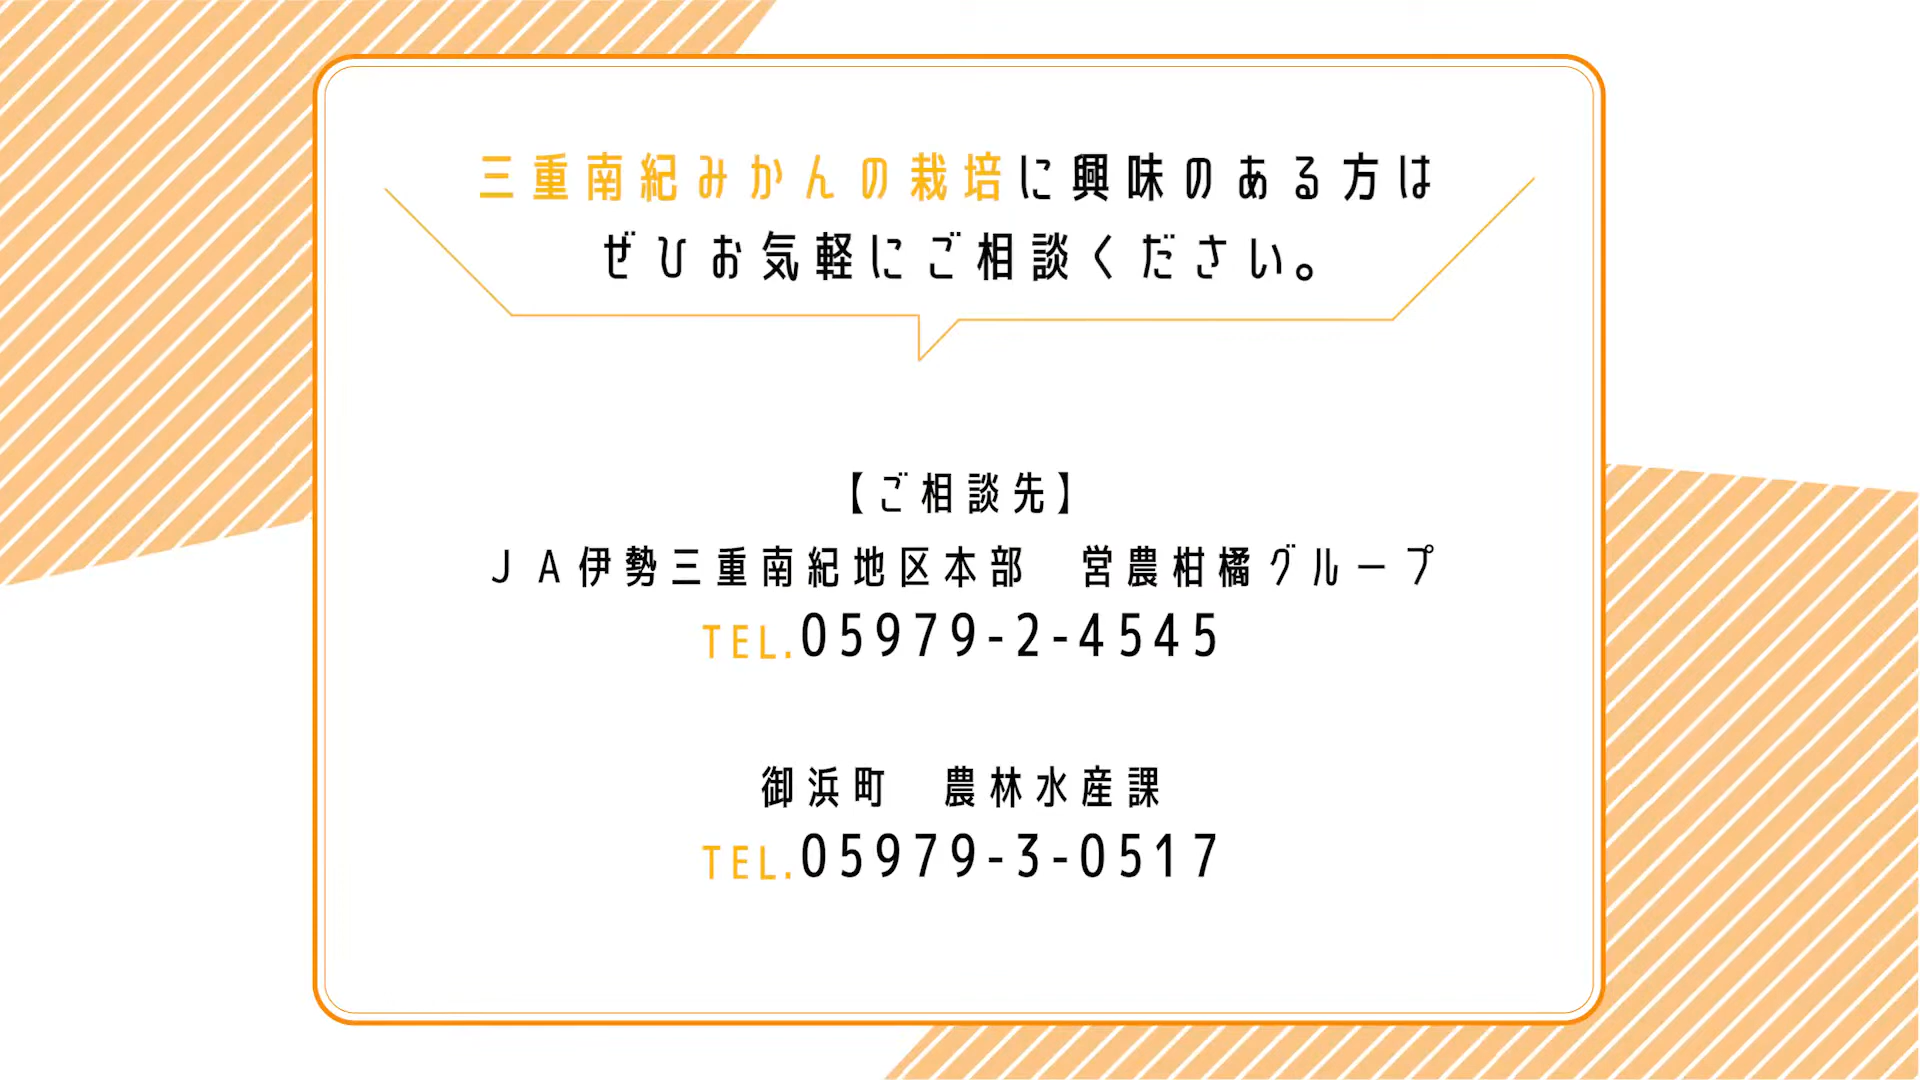 三重南紀みかんの栽培に興味のある方は
ぜひお気軽にご相談ください。
【ご相談先】
ＪＡ伊勢三重南紀地区本部　営農柑橘グループ
TEL.05979-2-4545
御浜町　農林水産課
TEL.05979-3-0517